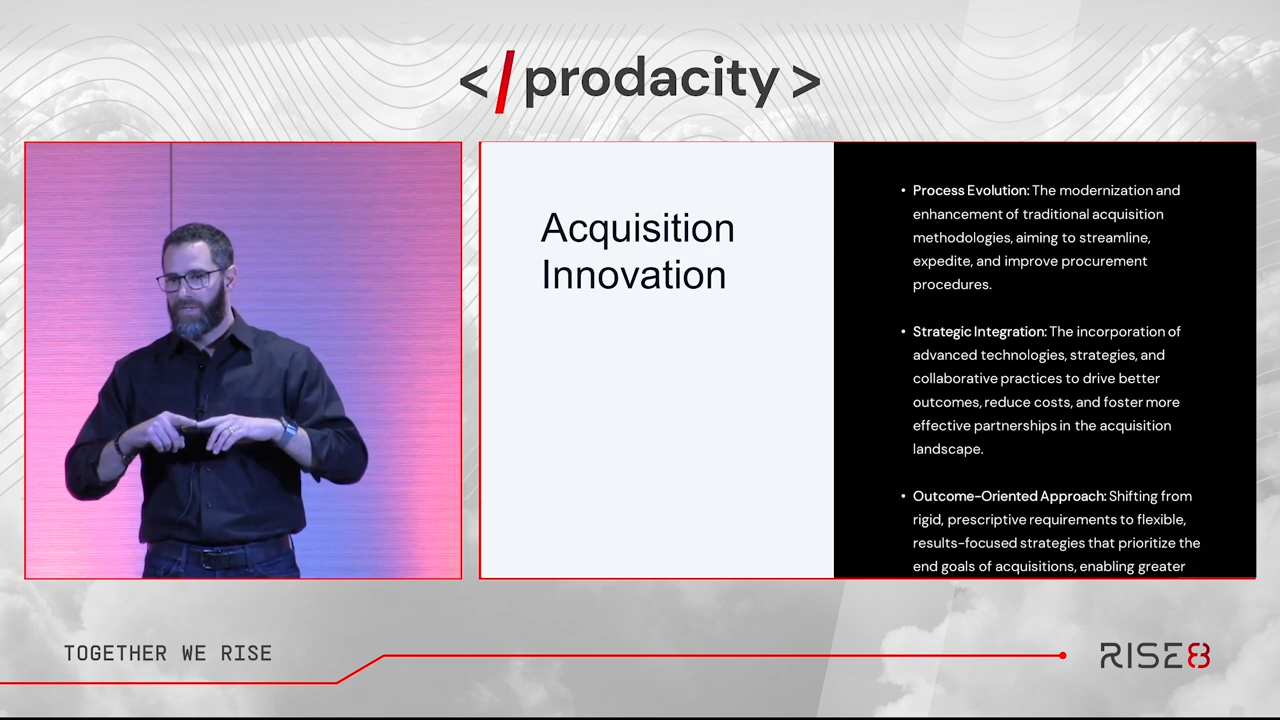 </prodacity>
Acquisition
Innovation
• Process Evolution: The modernization and
enhancement of traditional acquisition
methodologies, aiming to streamline,
expedite, and improve procurement
procedures.
• Strategic Integration: The incorporation of
advanced technologies, strategies, and
collaborative practices to drive better
outcomes, reduce costs, and foster more
effective partnerships in the acquisition
landscape.
• Outcome-Oriented Approach: Shifting from
rigid, prescriptive requirements to flexible,
results-focused strategies that prioritize the
end goals of acquisitions, enabling greater
TOGETHER WE RISE
RISE8